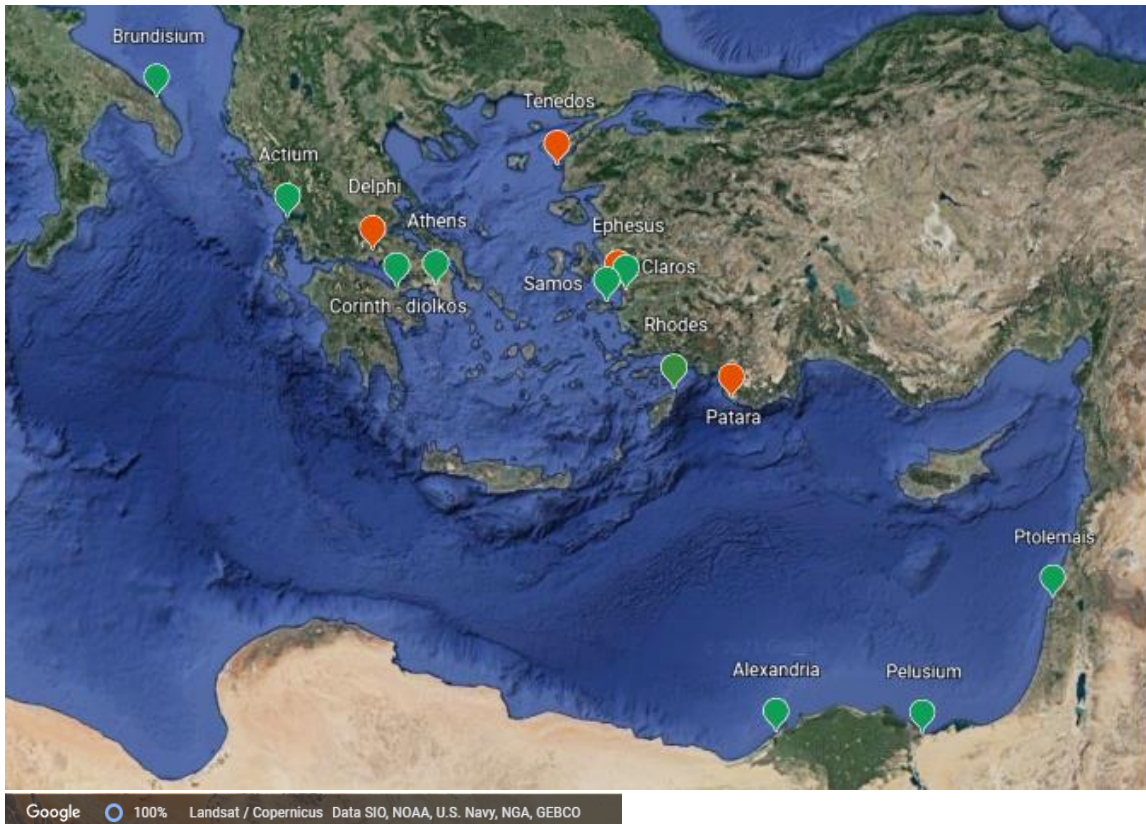 Brundisium
Tenedos
Actium
Delphi
Athens
Ephesus
Claros
Samos
Corinth - diolkos
Rhodes
Patara
Ptolemais
Alexandria
Pelusium
Google 100% Landsat / Copernicus Data SIO, NOAA, U.S. Navy, NGA, GEBCO